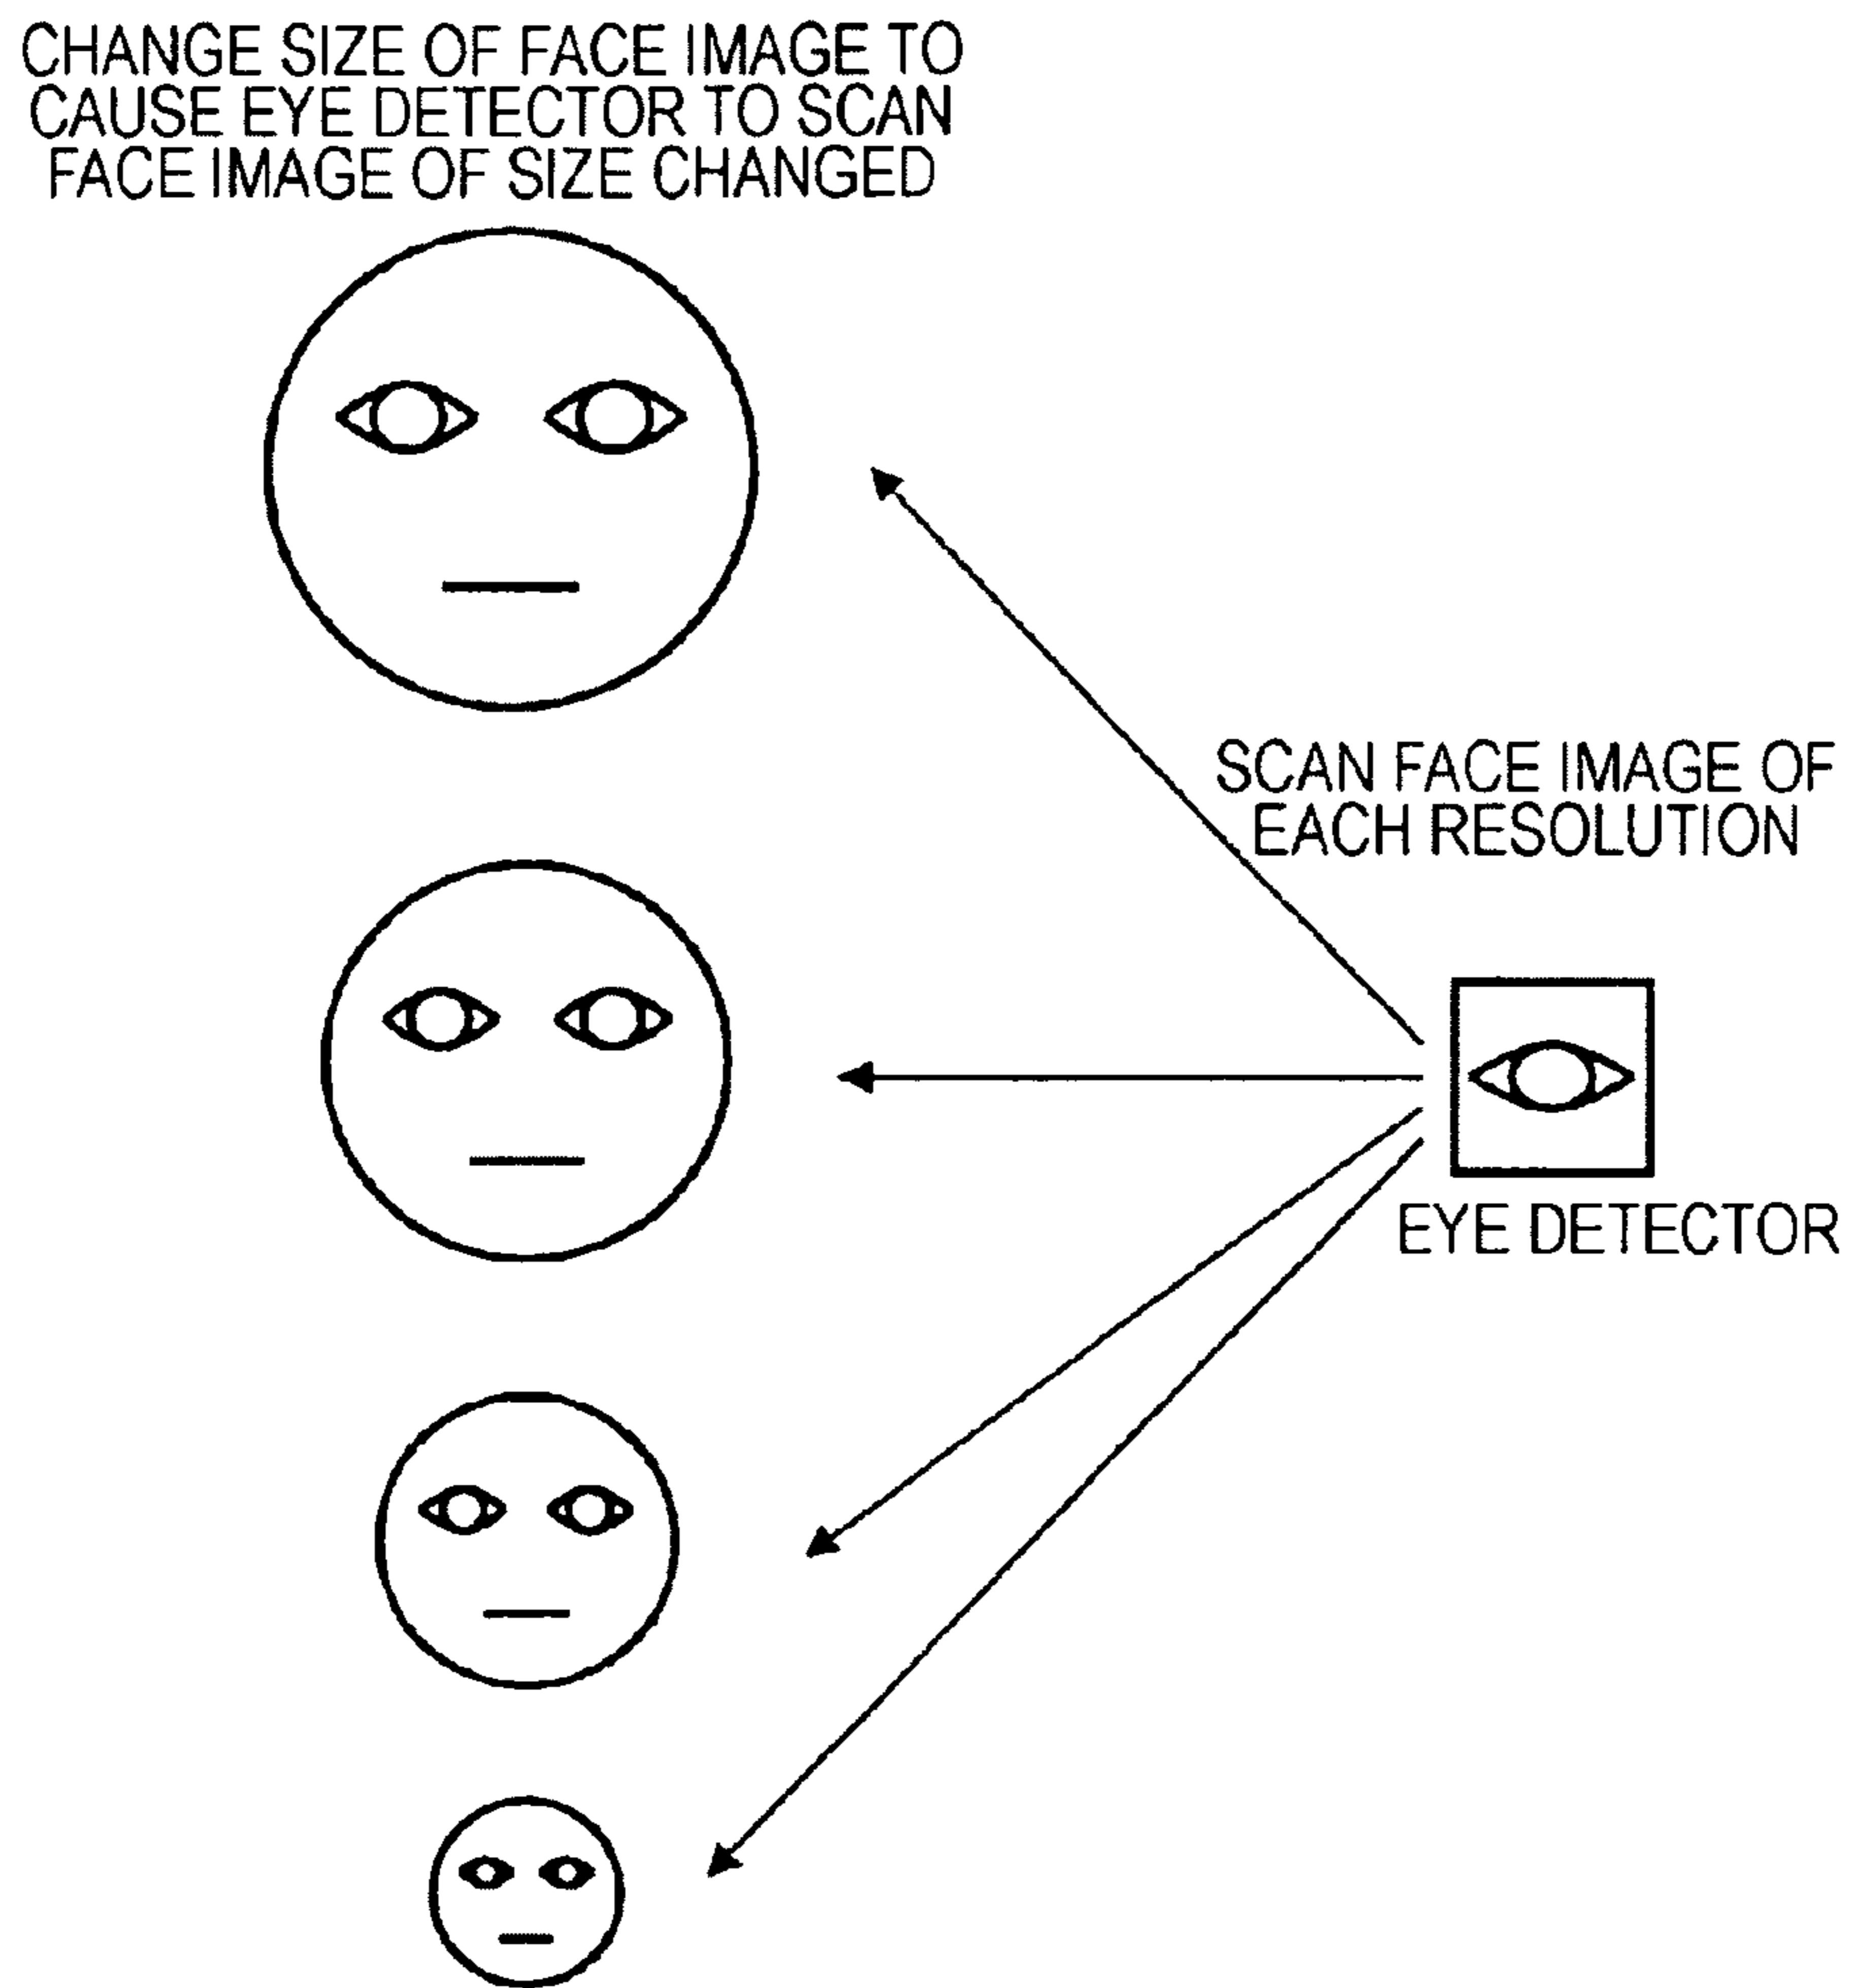 CHANGE SIZE OF FACE IMAGE TO
CAUSE EYE DETECTOR TO SCAN
FACE IMAGE OF SIZE CHANGED
SCAN FACE IMAGE OF
EACH RESOLUTION
EYE DETECTOR